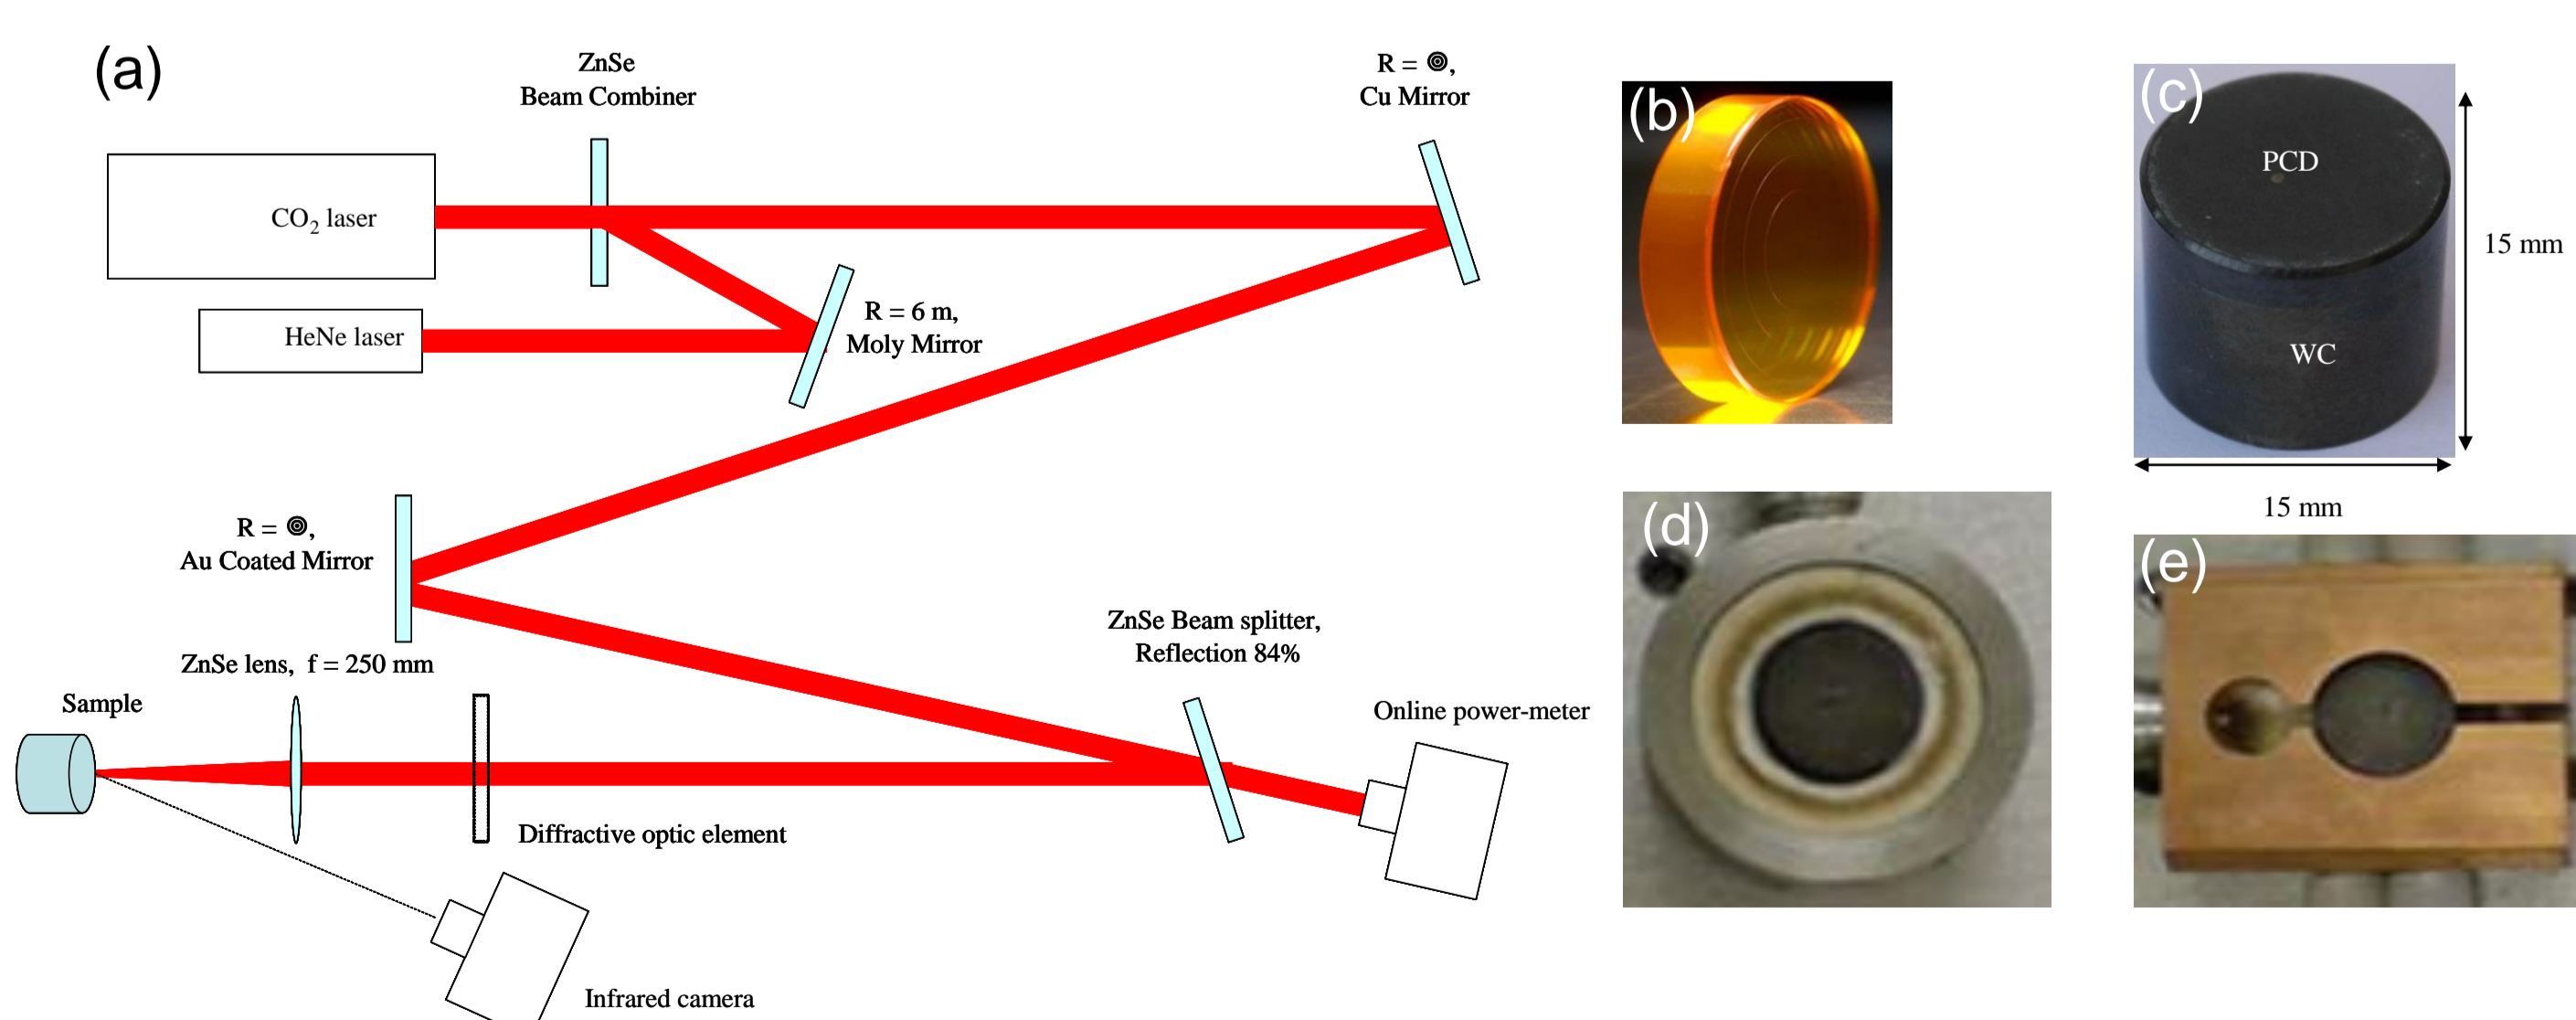 (a)
ZnSe
Beam Combiner
R = ⊚,
Cu Mirror
CO₂ laser
HeNe laser
R = 6 m,
Moly Mirror
R = ⊚,
Au Coated Mirror
ZnSe lens, f = 250 mm
Sample
ZnSe Beam splitter,
Reflection 84%
Online power-meter
Diffractive optic element
Infrared camera
(b)
(c)
PCD
WC
15 mm
15 mm
(d)
(e)